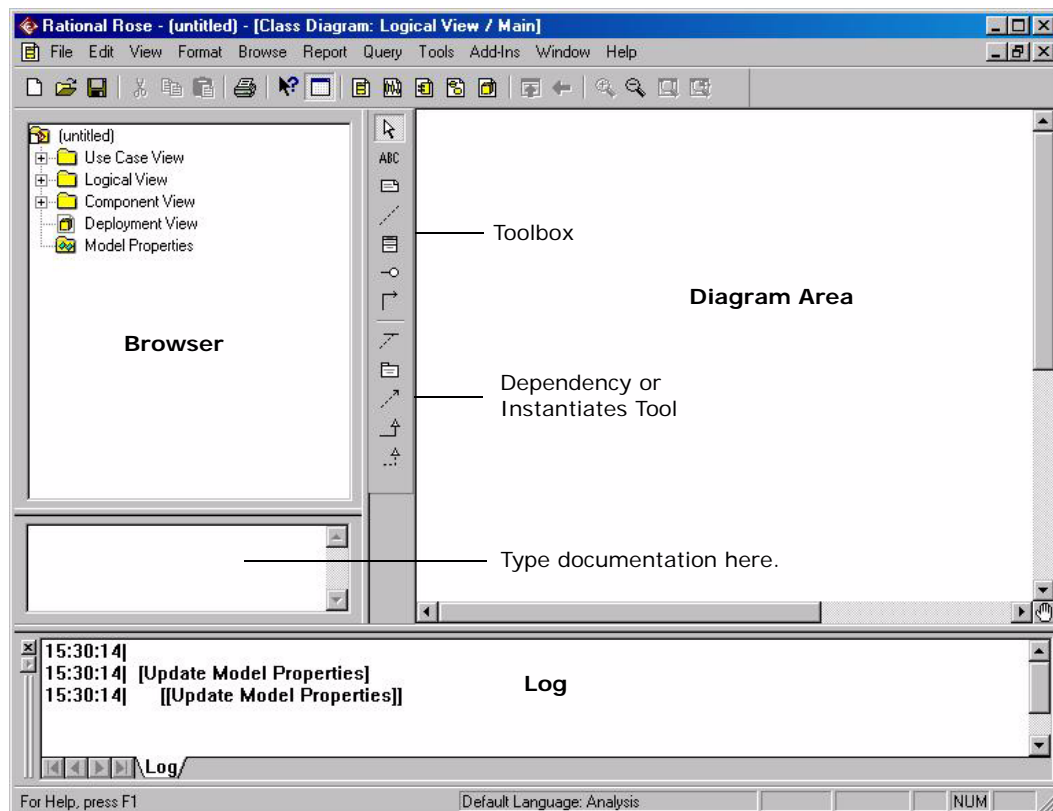 Rational Rose - (untitled) - [Class Diagram: Logical View / Main]
File Edit View Format Browse Report Query Tools Add-Ins Window Help
(untitled)
Use Case View
Logical View
Component View
Deployment View
Model Properties
Browser
ABC
Toolbox
Diagram Area
Dependency or
Instantiates Tool
Type documentation here.
15:30:14|
15:30:14| [Update Model Properties]
15:30:14| [[Update Model Properties]]
Log
Log
For Help, press F1
Default Language: Analysis
NUM